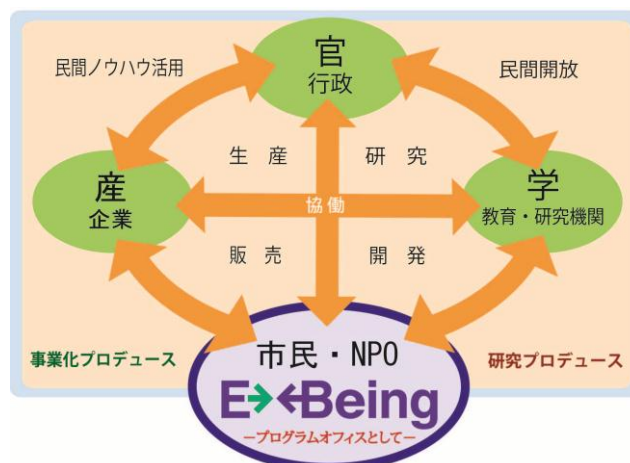 官
行政
民間ノウハウ活用
民間開放
生 産
研 究
産
企業
協働
学
教育・研究機関
販 売
開 発
市民・NPO
事業化プロデュース
研究プロデュース
E→←Being
－プログラムオフィスとして－